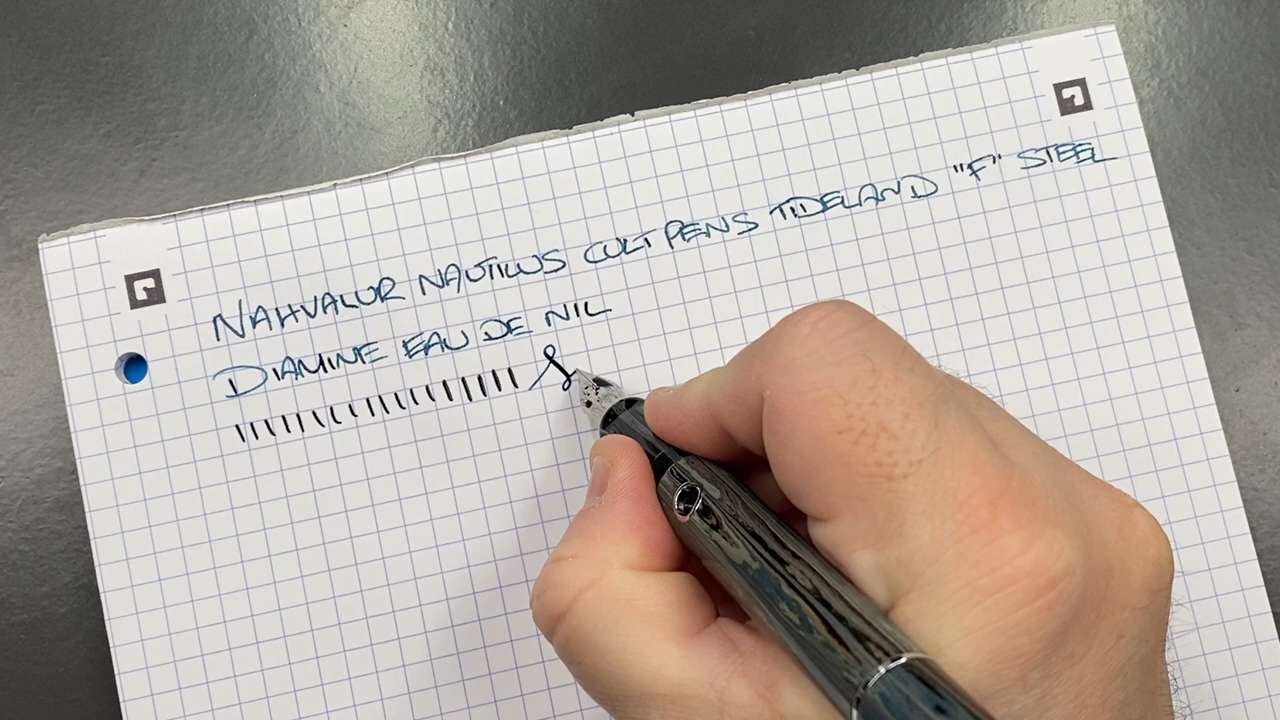 NAHVALUR NAUTILUS CULT PENS TIDELAND "F" STEEL
DIAMINE EAU DE NIL